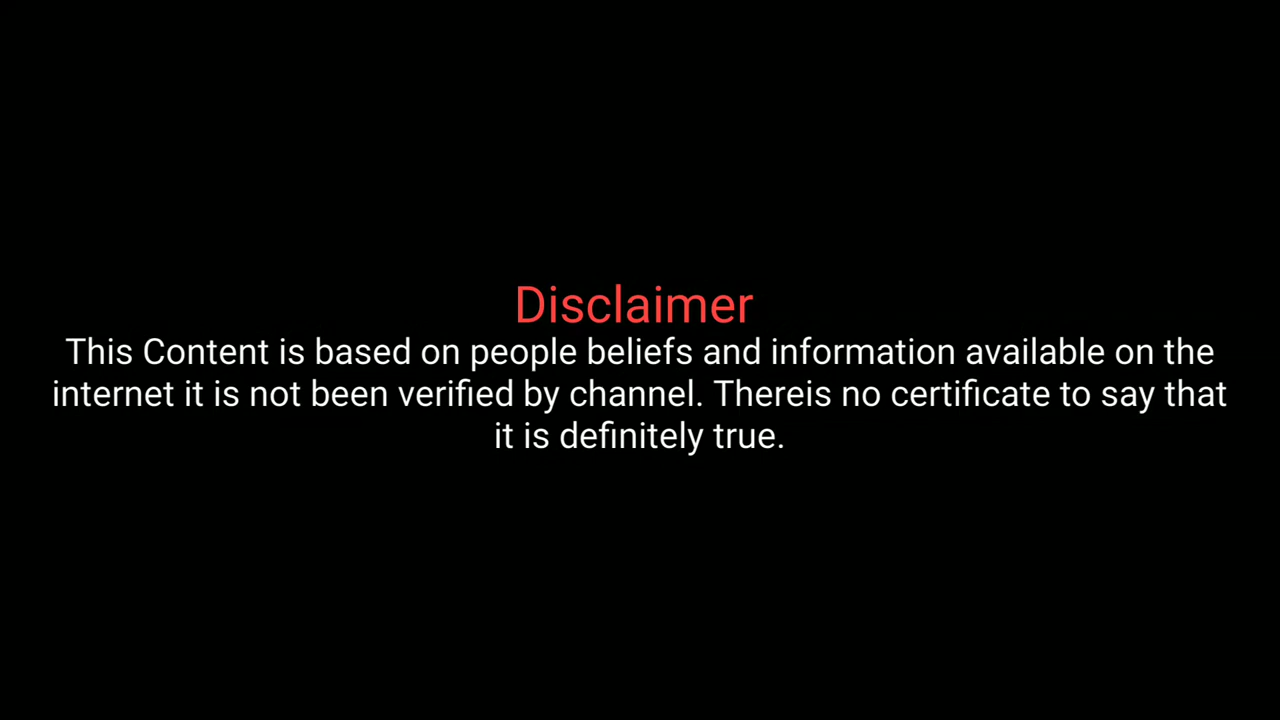 Disclaimer
This Content is based on people beliefs and information available on the
internet it is not been verified by channel. Thereis no certificate to say that
it is definitely true.